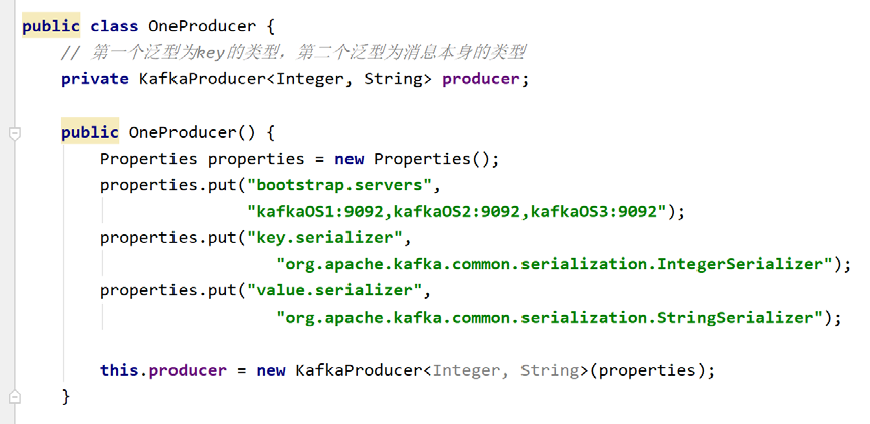 public class OneProducer {
// 第一个泛型为key的类型，第二个泛型为消息本身的类型
private KafkaProducer<Integer, String> producer;
public OneProducer() {
Properties properties = new Properties();
properties.put("bootstrap.servers",
"kafkaOS1:9092,kafkaOS2:9092,kafkaOS3:9092");
properties.put("key.serializer",
"org.apache.kafka.common.serialization.IntegerSerializer");
properties.put("value.serializer",
"org.apache.kafka.common.serialization.StringSerializer");
this.producer = new KafkaProducer<Integer, String>(properties);
}